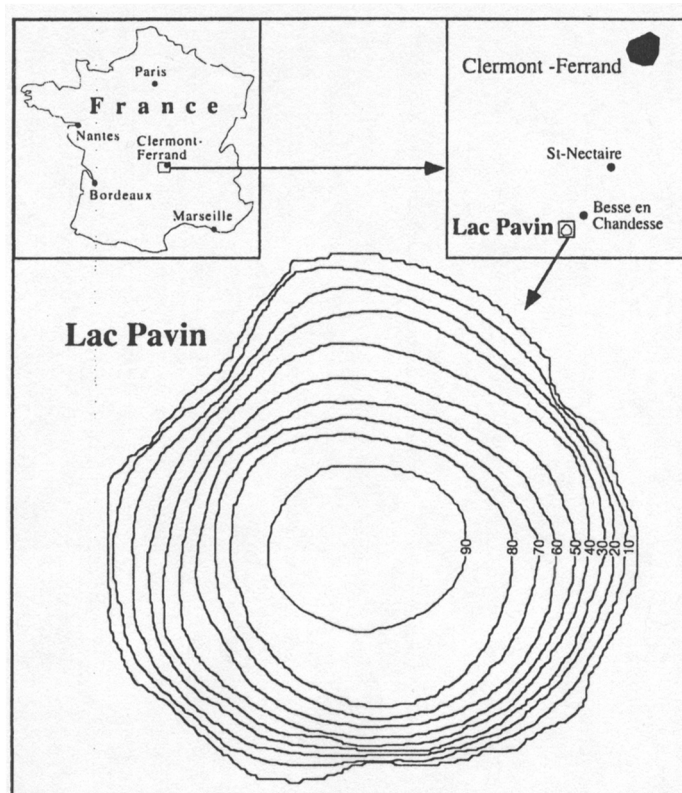 Paris
France
Nantes
Clermont-
Ferrand
Bordeaux
Marseille
Clermont -Ferrand
St-Nectaire
Besse en
Chandesse
Lac Pavin
Lac Pavin
90 80 70 60 50 40 30 20 10